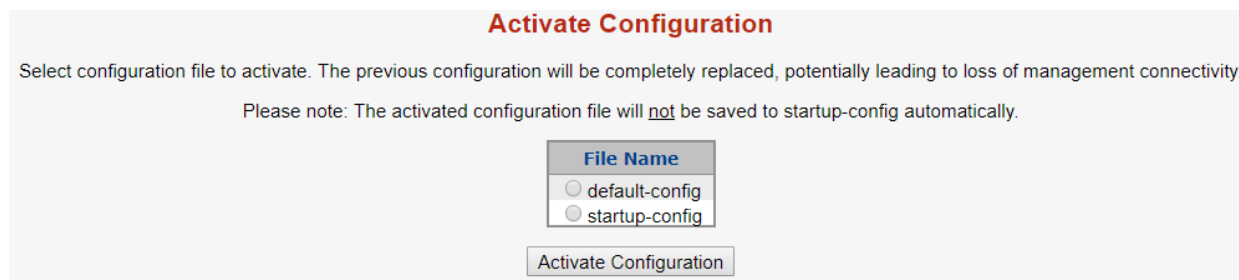 Activate Configuration
Select configuration file to activate. The previous configuration will be completely replaced, potentially leading to loss of management connectivity
Please note: The activated configuration file will not be saved to startup-config automatically.
File Name
default-config
startup-config
Activate Configuration